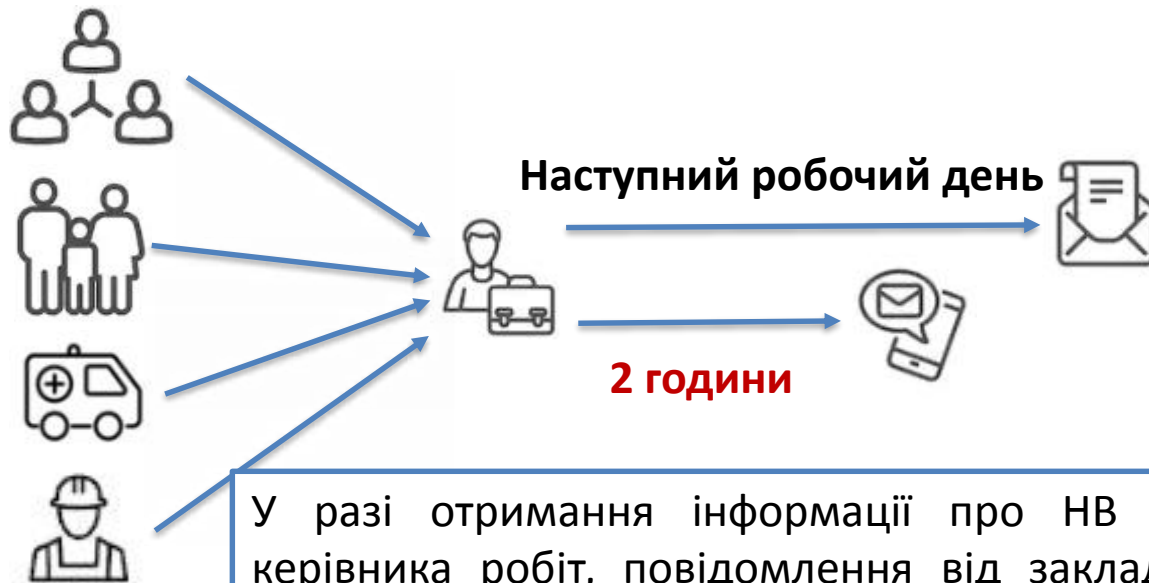 Наступний робочий день
2 години
У разі отримання інформації про НВ
керівника робіт, повідомлення від заклад